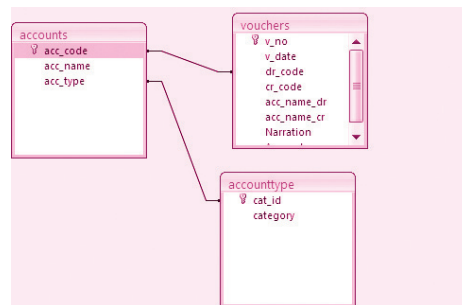 accounts
acc_code
acc_name
acc_type
vouchers
v_no
v_date
dr_code
cr_code
acc_name_dr
acc_name_cr
Narration
accounttype
cat_id
category